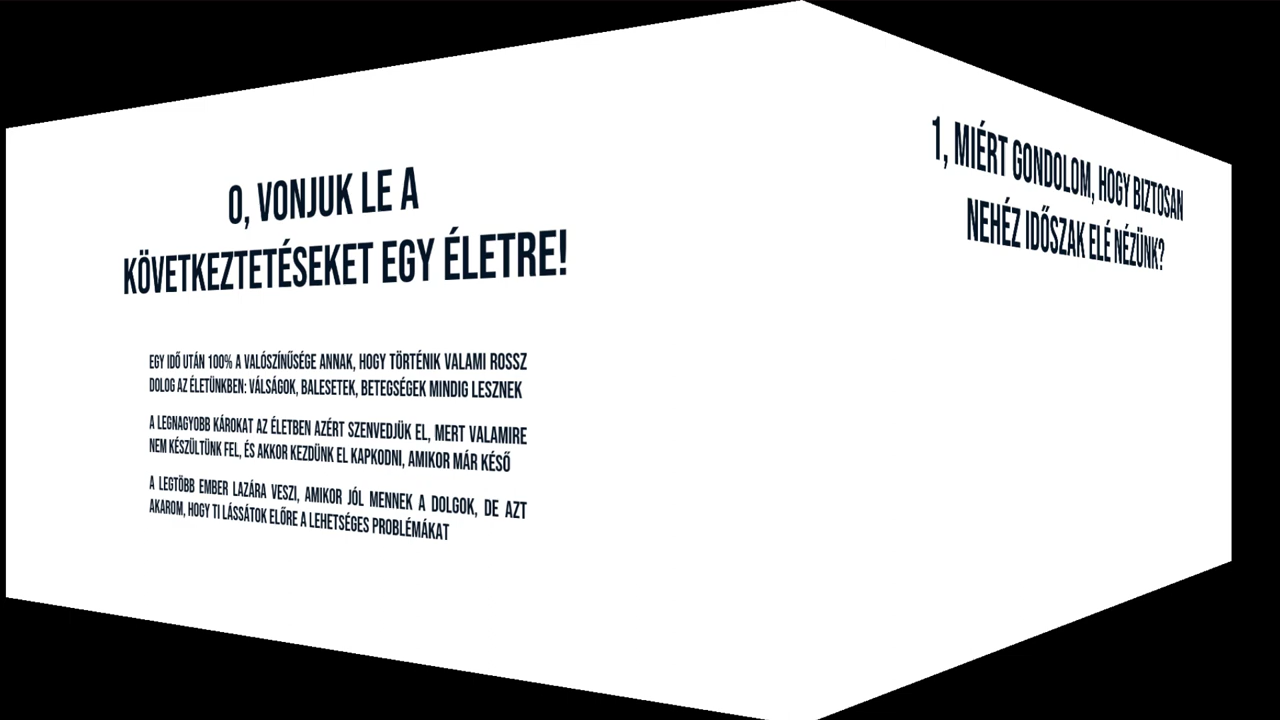 0, VONJUK LE A
KÖVETKEZTETÉSEKET EGY ÉLETRE!
EGY IDŐ UTÁN 100% A VALÓSZÍNŰSÉGE ANNAK, HOGY TÖRTÉNIK VALAMI ROSSZ
DOLOG AZ ÉLETÜNKBEN: VÁLSÁGOK, BALESETEK, BETEGSÉGEK MINDIG LESZNEK
A LEGNAGYOBB KÁROKAT AZ ÉLETBEN AZÉRT SZENVEDJÜK EL, MERT VALAMIRE
NEM KÉSZÜLTÜNK FEL, ÉS AKKOR KEZDÜNK EL KAPKODNI, AMIKOR MÁR KÉSŐ
A LEGTÖBB EMBER LAZÁRA VESZI, AMIKOR JÓL MENNEK A DOLGOK, DE AZT
AKAROM, HOGY TI LÁSSÁTOK ELŐRE A LEHETSÉGES PROBLÉMÁKAT
1, MIÉRT GONDOLOM, HOGY BIZTOSAN
NEHÉZ IDŐSZAK ELÉ NÉZÜNK?